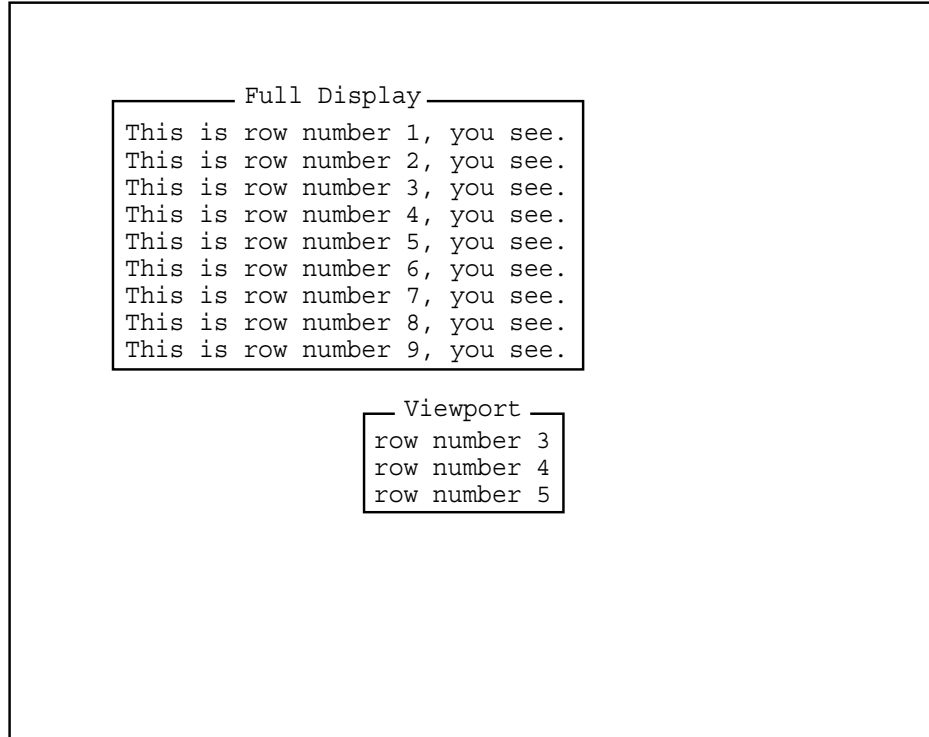 Full Display
This is row number 1, you see.
This is row number 2, you see.
This is row number 3, you see.
This is row number 4, you see.
This is row number 5, you see.
This is row number 6, you see.
This is row number 7, you see.
This is row number 8, you see.
This is row number 9, you see.
Viewport
row number 3
row number 4
row number 5